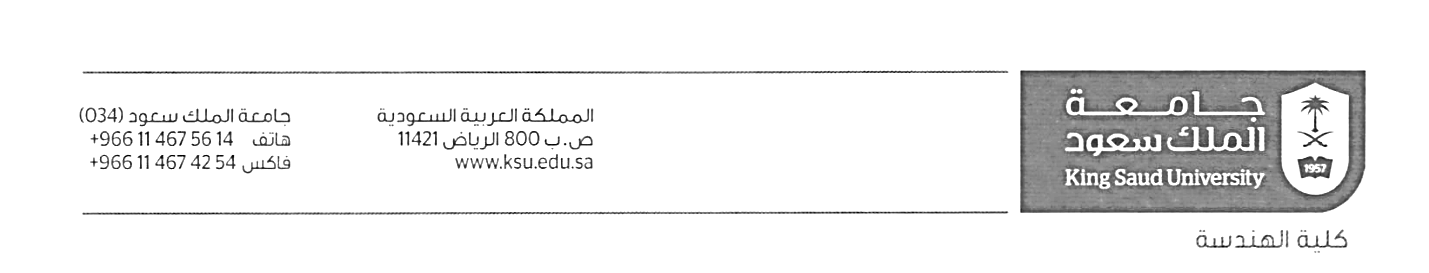 جامعة
الملك سعود
King Saud University
1957
كلية الهندسة
المملكة العربية السعودية
ص.ب 800 الرياض 11421
www.ksu.edu.sa
جامعة الملك سعود (034)
هاتف +966 11 467 56 14
فاكس +966 11 467 42 54